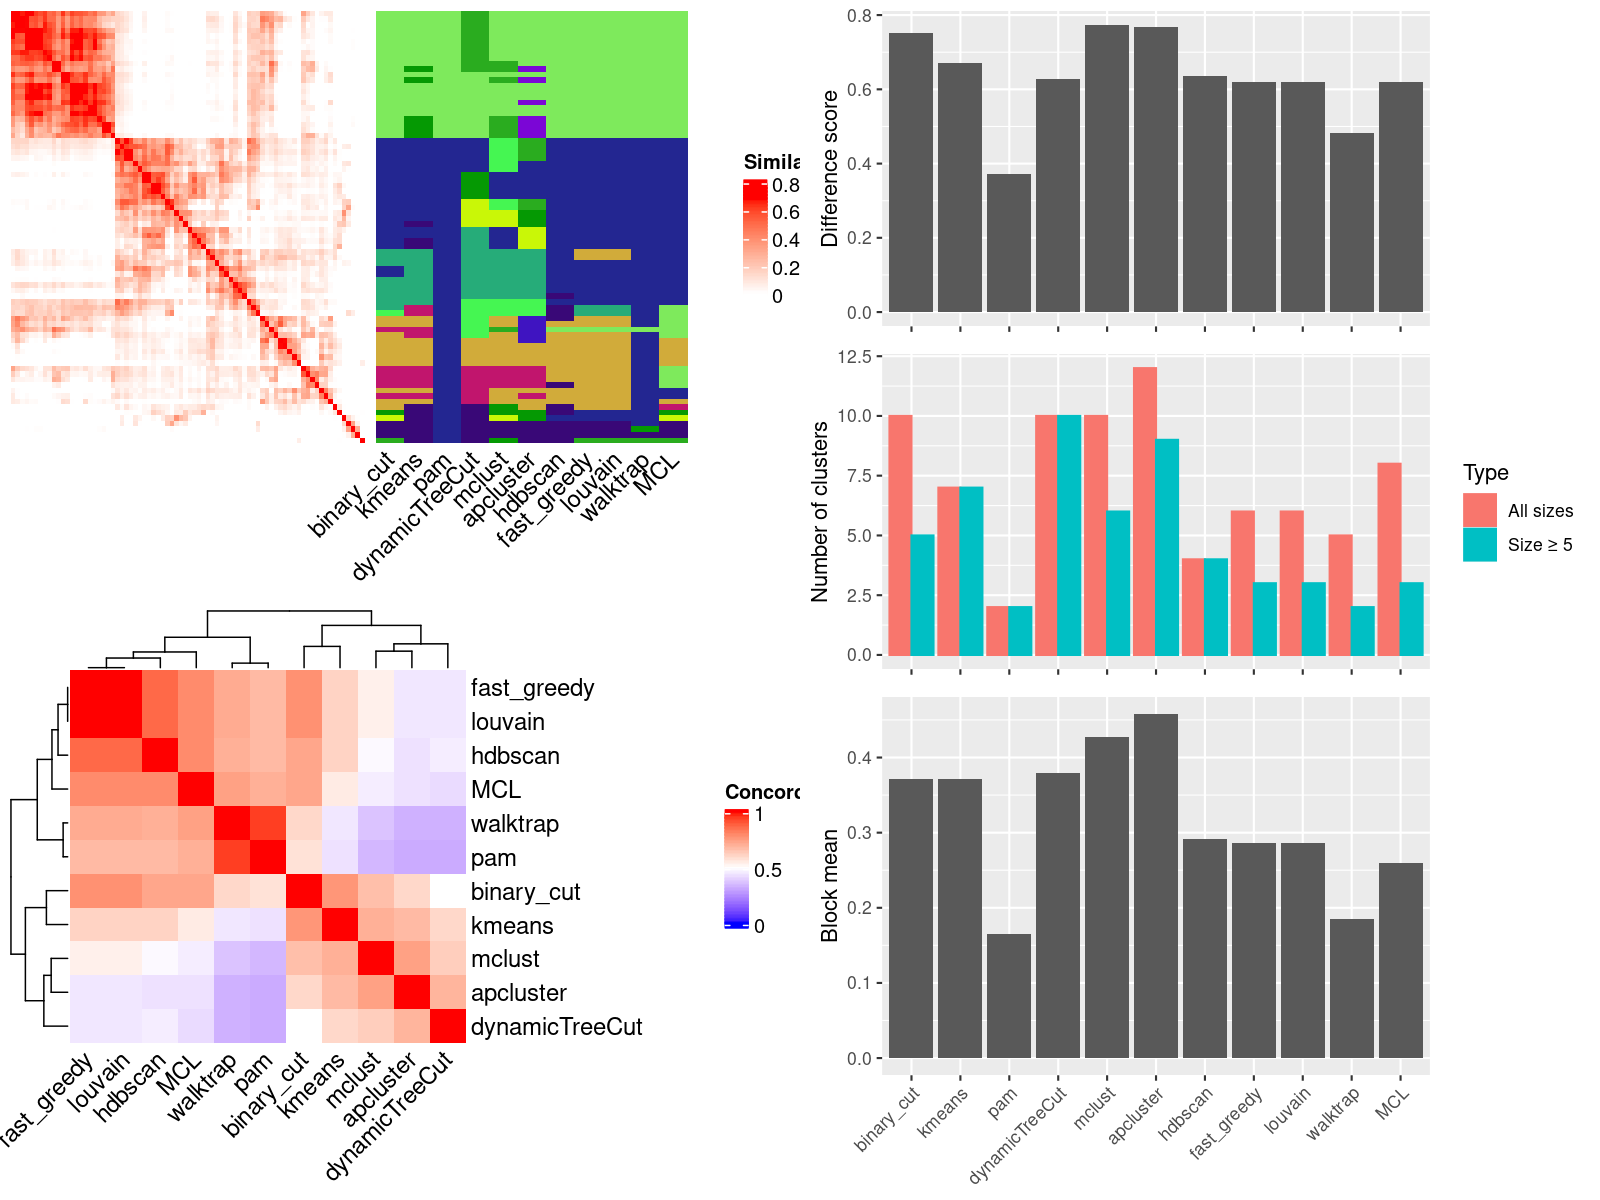 Simila
0.8
0.6
0.4
0.2
0
binary_cut
kmeans
pam
dynamicTreeCut
mclust
apcluster
hdbscan
fast_greedy
louvain
walktrap
MCL
fast_greedy
louvain
hdbscan
MCL
walktrap
pam
binary_cut
kmeans
mclust
apcluster
dynamicTreeCut
Concord
1
0.5
0
fast_greedy
louvain
hdbscan
MCL
walktrap
pam
binary_cut
kmeans
mclust
apcluster
dynamicTreeCut
Difference score
0.8
0.6
0.4
0.2
0.0
Number of clusters
12.5
10.0
7.5
5.0
2.5
0.0
Type
All sizes
Size ≥ 5
Block mean
0.4
0.3
0.2
0.1
0.0
binary_cut
kmeans
pam
dynamicTreeCut
mclust
apcluster
hdbscan
fast_greedy
louvain
walktrap
MCL